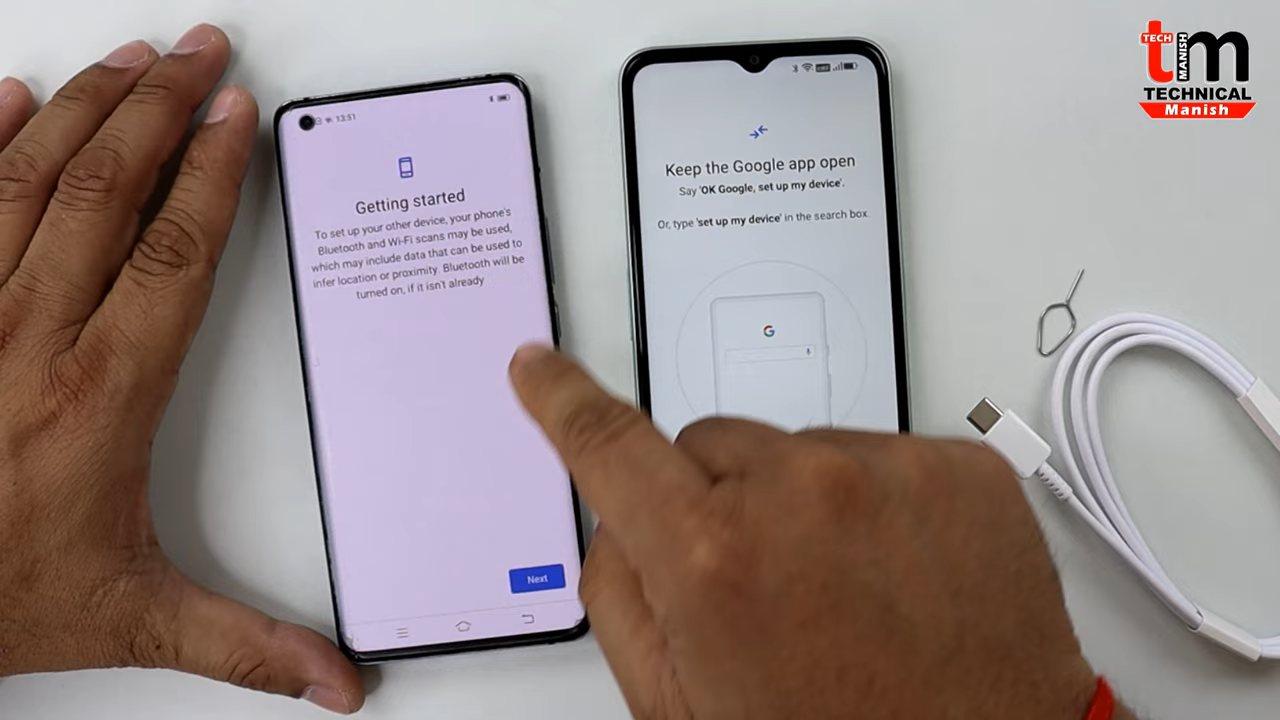 13:51
Getting started
To set up your other device, your phone's
Bluetooth and Wi-Fi scans may be used,
which may include data that can be used to
infer location or proximity. Bluetooth will be
turned on, if it isn't already
Next
Keep the Google app open
Say 'OK Google, set up my device'.
Or, type 'set up my device' in the search box.
G
TECH
MANISH
tm
TECHNICAL
Manish